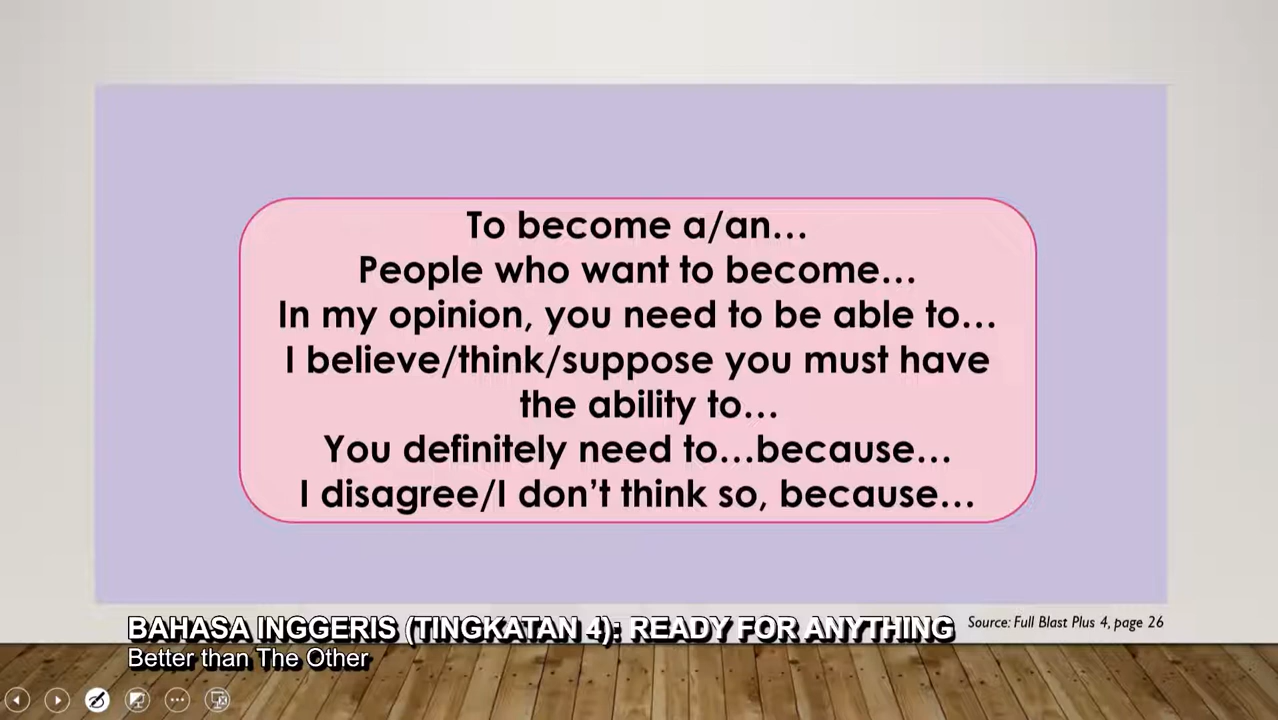 To become a/an...
People who want to become...
In my opinion, you need to be able to...
I believe/think/suppose you must have
the ability to...
You definitely need to...because...
I disagree/I don't think so, because...
BAHASA INGGERIS (TINGKATAN 4): READY FOR ANYTHING
Source: Full Blast Plus 4, page 26
Better than The Other